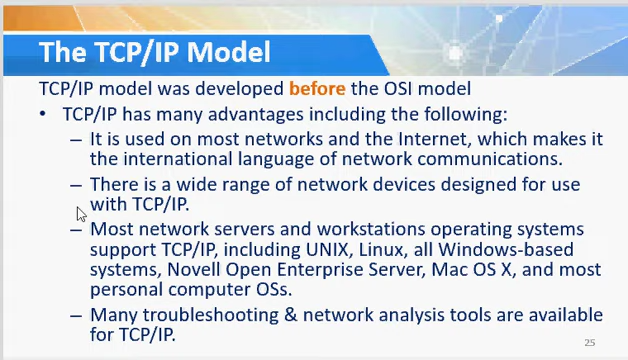 The TCP/IP Model
TCP/IP model was developed before the OSI model
• TCP/IP has many advantages including the following:
– It is used on most networks and the Internet, which makes it
the international language of network communications.
– There is a wide range of network devices designed for use
with TCP/IP.
– Most network servers and workstations operating systems
support TCP/IP, including UNIX, Linux, all Windows-based
systems, Novell Open Enterprise Server, Mac OS X, and most
personal computer OSs.
– Many troubleshooting & network analysis tools are available
for TCP/IP.
25